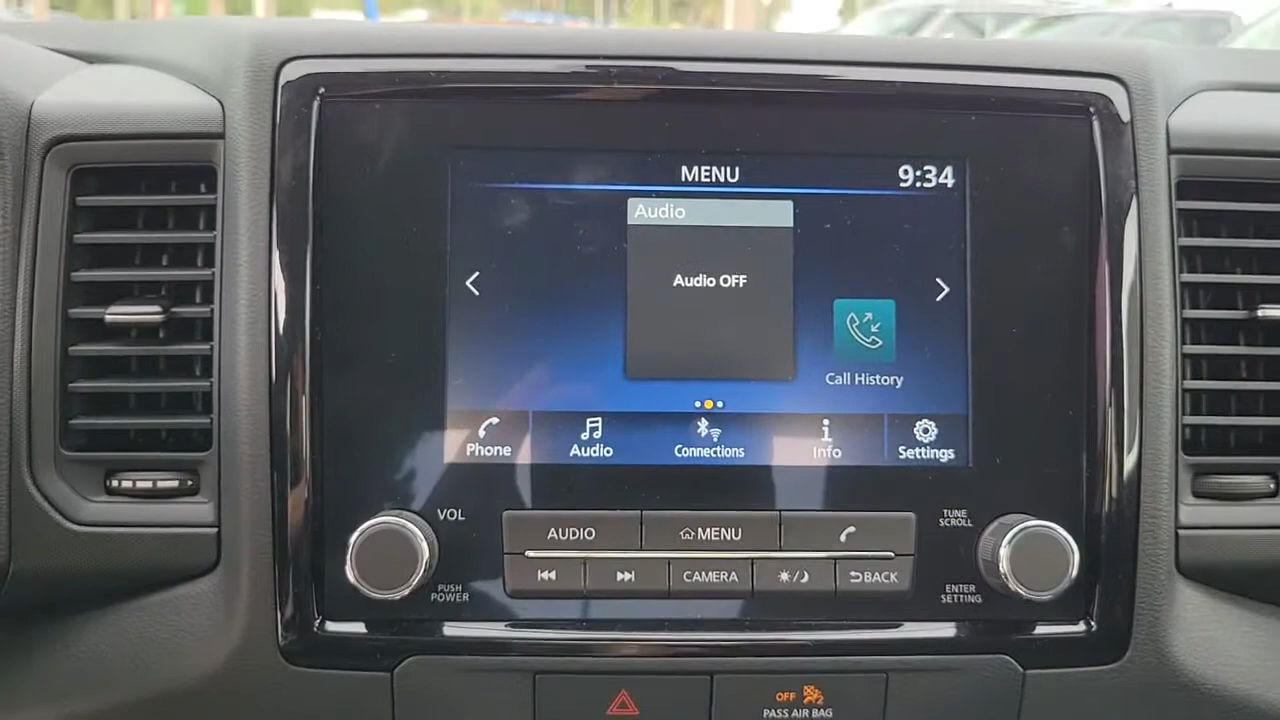 MENU
9:34
Audio
Audio OFF
Call History
Phone
Audio
Connections
Info
Settings
VOL
PUSH
POWER
AUDIO
MENU
CAMERA
BACK
TUNE
SCROLL
ENTER
SETTING
OFF
PASS AIR BAG